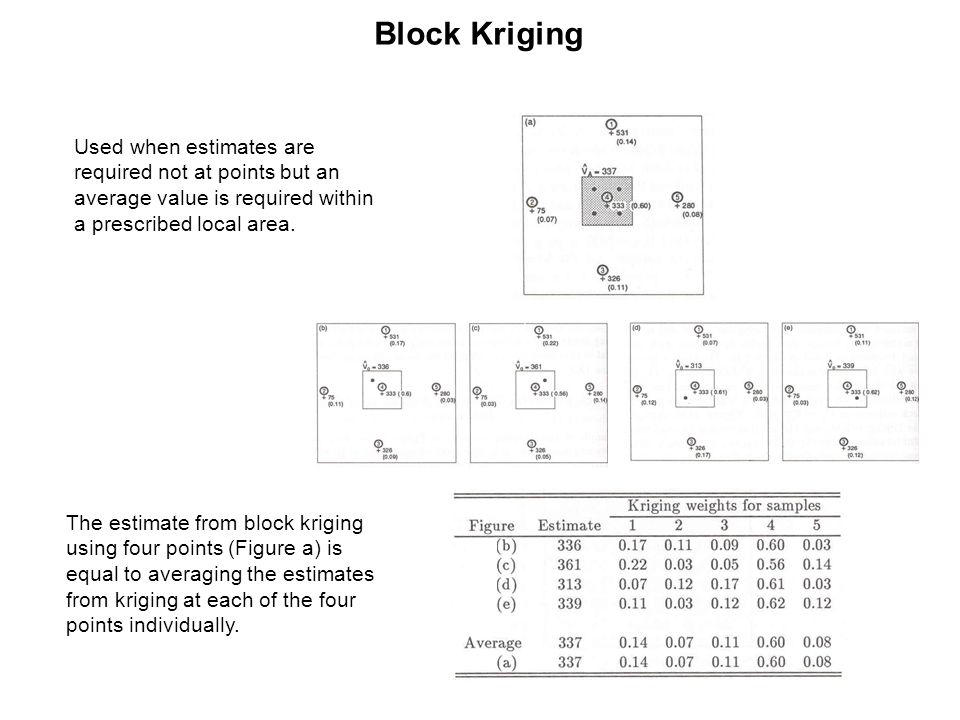 Block Kriging
Used when estimates are
required not at points but an
average value is required within
a prescribed local area.
(a)
1
+ 531
(0.14)
V̂A = 337
2
+ 75
(0.07)
4
+ 333 (0.60)
5
+ 280
(0.08)
3
+ 326
(0.11)
(b)
1
+ 531
(0.17)
V̂a = 336
2
+ 75
(0.11)
4
+ 333 (0.6)
5
+ 280
(0.03)
3
+ 326
(0.09)
(c)
1
+ 531
(0.22)
V̂a = 361
2
+ 75
(0.03)
4
+ 333 (0.56)
5
+ 280
(0.14)
3
+ 326
(0.05)
(d)
1
+ 531
(0.07)
V̂a = 313
2
+ 75
(0.12)
4
+ 333 (0.61)
5
+ 280
(0.03)
3
+ 326
(0.17)
(e)
1
+ 531
(0.11)
V̂a = 339
2
+ 75
(0.03)
4
+ 333 (0.62)
5
+ 280
(0.12)
3
+ 326
(0.12)
The estimate from block kriging
using four points (Figure a) is
equal to averaging the estimates
from kriging at each of the four
points individually.
Kriging weights for samples
Figure Estimate 1 2 3 4 5
(b) 336 0.17 0.11 0.09 0.60 0.03
(c) 361 0.22 0.03 0.05 0.56 0.14
(d) 313 0.07 0.12 0.17 0.61 0.03
(e) 339 0.11 0.03 0.12 0.62 0.12
Average 337 0.14 0.07 0.11 0.60 0.08
(a) 337 0.14 0.07 0.11 0.60 0.08